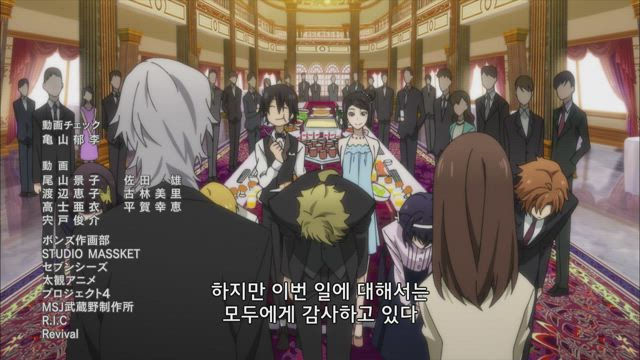 動画チェック
亀山郁李
動画
尾山景子 佐田 雄
渡辺恵子 古林美里
高士亜衣 平賀幸恵
宍戸俊介
ボンズ作画部
STUDIO MASSKET
セブンシーズ
太観アニメ
プロジェクト4
MSJ武蔵野制作所
R.I.C
Revival
하지만 이번 일에 대해서는
모두에게 감사하고 있다